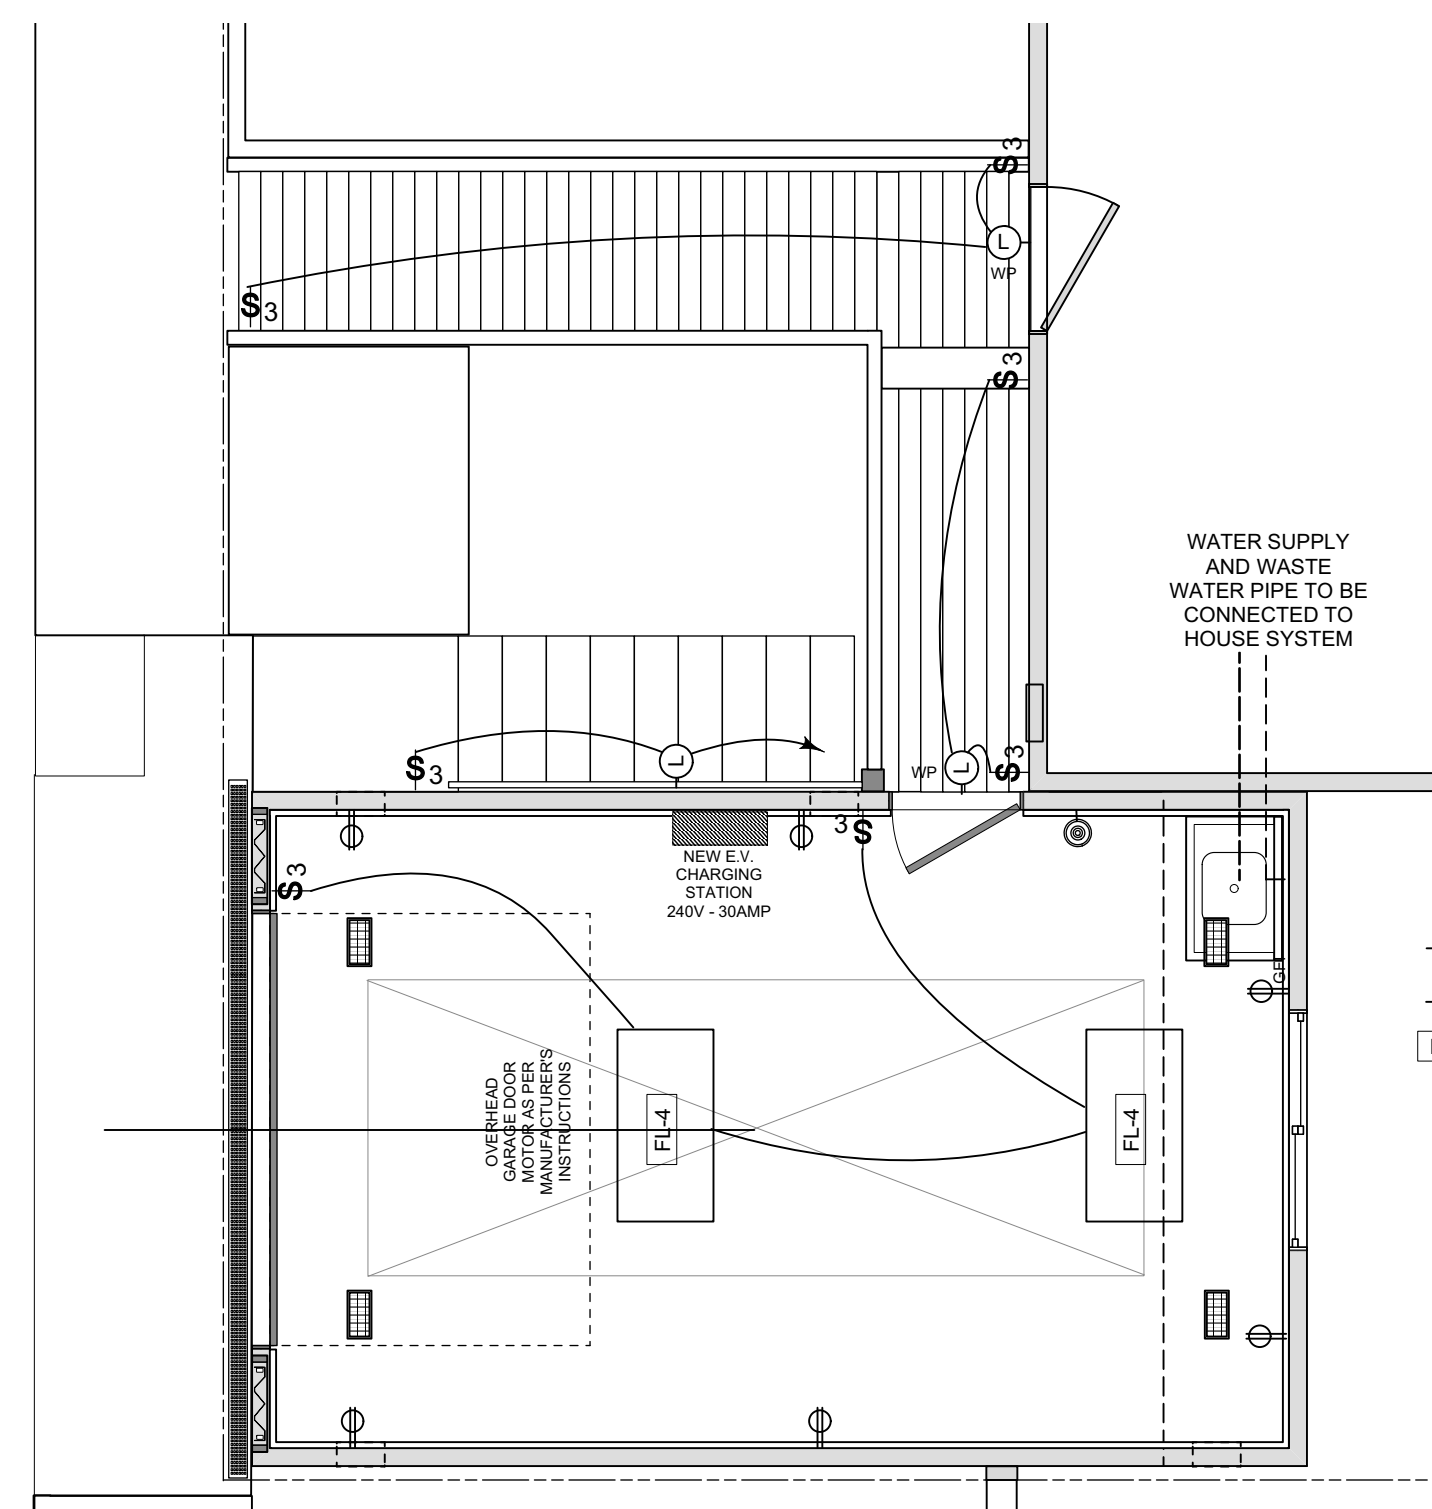 S3
L
WP
S3
S3
WATER SUPPLY
AND WASTE
WATER PIPE TO BE
CONNECTED TO
HOUSE SYSTEM
S3
L
WP
L
S3
3S
NEW E.V.
CHARGING
STATION
240V - 30AMP
S3
OVERHEAD
GARAGE DOOR
MOTOR AS PER
MANUFACTURER'S
INSTRUCTIONS
FL-4
FL-4